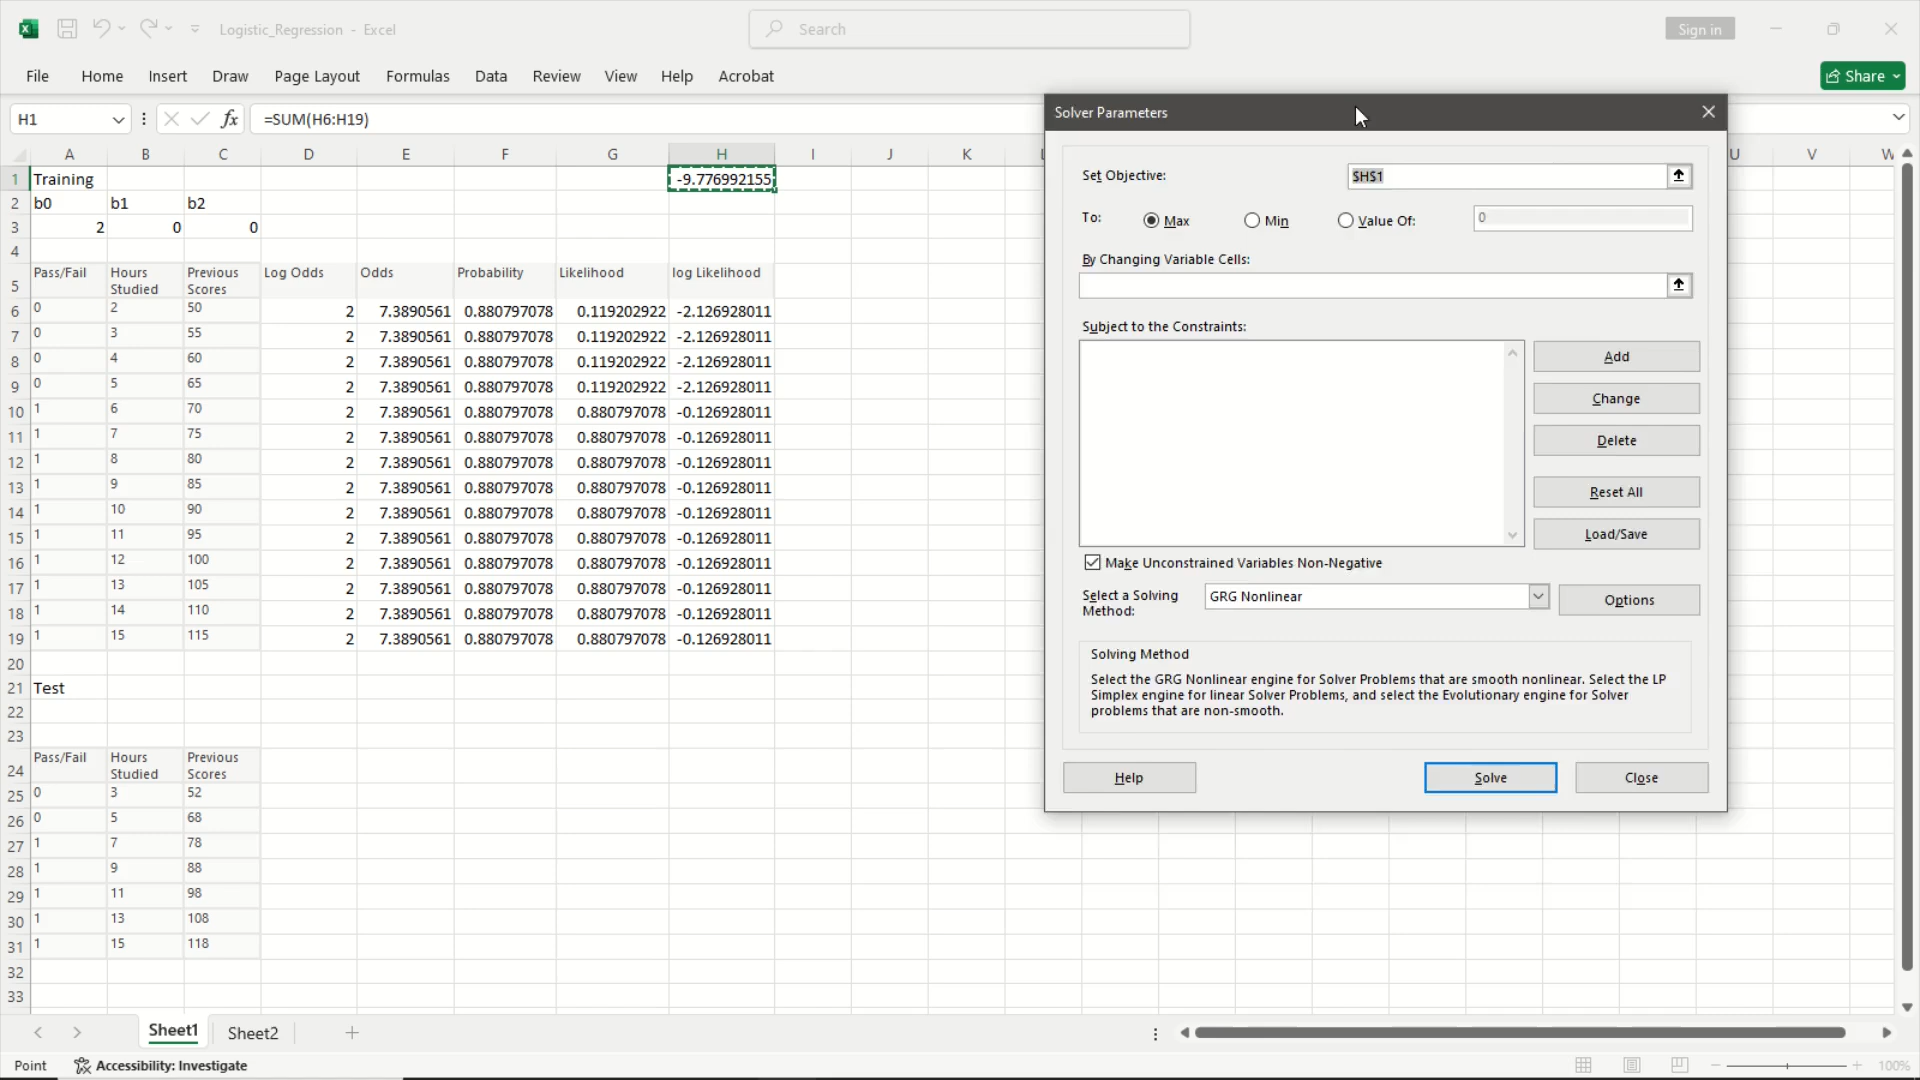 Logistic_Regression - Excel
Search
Sign in
File Home Insert Draw Page Layout Formulas Data Review View Help Acrobat
Share
H1 fx =SUM(H6:H19)
A B C D E F G H I J K L U V W
1 Training -9.776992155
2 b0 b1 b2
3 2 0 0
4
5 Pass/Fail Hours Studied Previous Scores Log Odds Odds Probability Likelihood log Likelihood
6 0 2 50 2 7.3890561 0.880797078 0.119202922 -2.126928011
7 0 3 55 2 7.3890561 0.880797078 0.119202922 -2.126928011
8 0 4 60 2 7.3890561 0.880797078 0.119202922 -2.126928011
9 0 5 65 2 7.3890561 0.880797078 0.119202922 -2.126928011
10 1 6 70 2 7.3890561 0.880797078 0.880797078 -0.126928011
11 1 7 75 2 7.3890561 0.880797078 0.880797078 -0.126928011
12 1 8 80 2 7.3890561 0.880797078 0.880797078 -0.126928011
13 1 9 85 2 7.3890561 0.880797078 0.880797078 -0.126928011
14 1 10 90 2 7.3890561 0.880797078 0.880797078 -0.126928011
15 1 11 95 2 7.3890561 0.880797078 0.880797078 -0.126928011
16 1 12 100 2 7.3890561 0.880797078 0.880797078 -0.126928011
17 1 13 105 2 7.3890561 0.880797078 0.880797078 -0.126928011
18 1 14 110 2 7.3890561 0.880797078 0.880797078 -0.126928011
19 1 15 115 2 7.3890561 0.880797078 0.880797078 -0.126928011
20
21 Test
22
23
24 Pass/Fail Hours Studied Previous Scores
25 0 3 52
26 0 5 68
27 1 7 78
28 1 9 88
29 1 11 98
30 1 13 108
31 1 15 118
32
33
Solver Parameters
Set Objective: $H$1
To: Max Min Value Of: 0
By Changing Variable Cells:
Subject to the Constraints:
Add
Change
Delete
Reset All
Load/Save
Make Unconstrained Variables Non-Negative
Select a Solving Method: GRG Nonlinear Options
Solving Method
Select the GRG Nonlinear engine for Solver Problems that are smooth nonlinear. Select the LP
Simplex engine for linear Solver Problems, and select the Evolutionary engine for Solver
problems that are non-smooth.
Help Solve Close
Sheet1 Sheet2
Point Accessibility: Investigate 100%